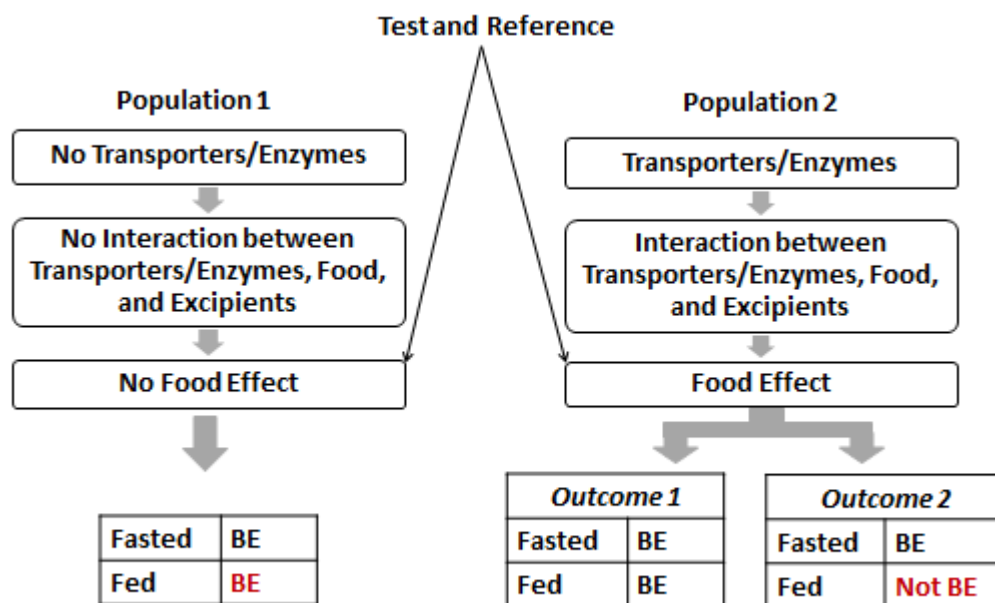 Test and Reference
Population 1
No Transporters/Enzymes
No Interaction between
Transporters/Enzymes, Food,
and Excipients
No Food Effect
Fasted BE
Fed BE
Population 2
Transporters/Enzymes
Interaction between
Transporters/Enzymes, Food,
and Excipients
Food Effect
Outcome 1
Fasted BE
Fed BE
Outcome 2
Fasted BE
Fed Not BE